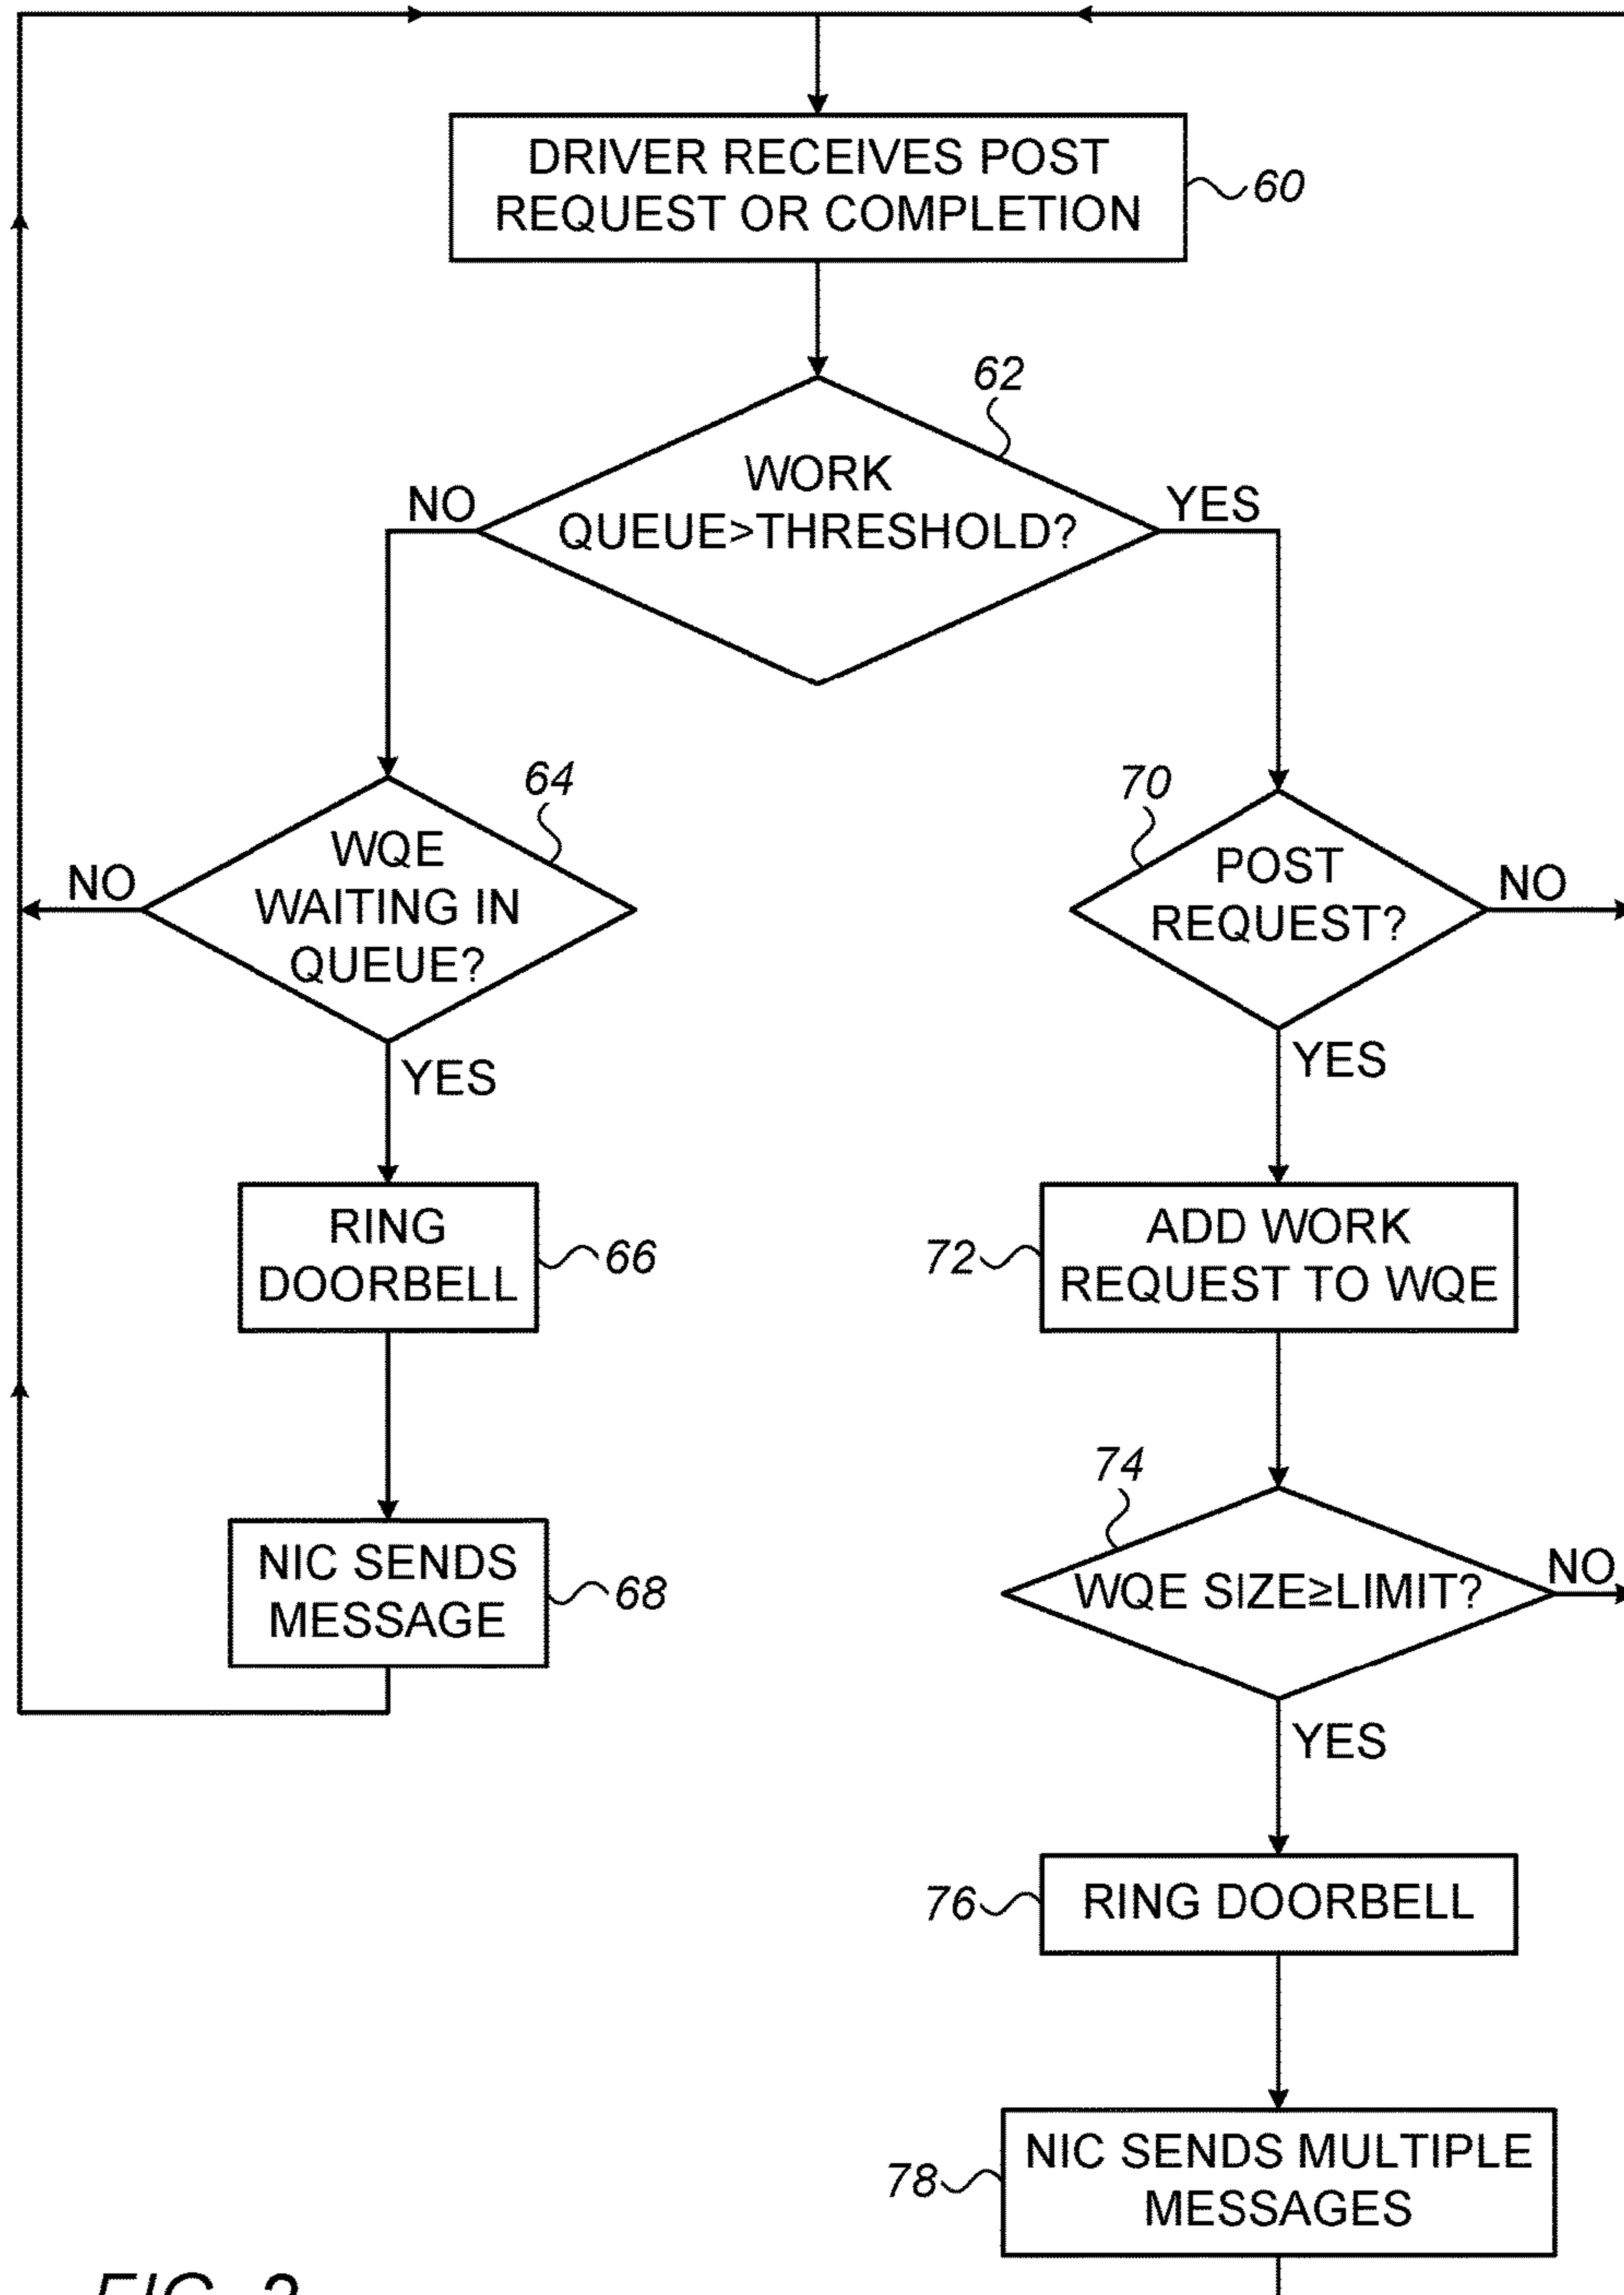 DRIVER RECEIVES POST
REQUEST OR COMPLETION
60
62
WORK
QUEUE>THRESHOLD?
NO
YES
64
WQE
WAITING IN
QUEUE?
NO
YES
70
POST
REQUEST?
NO
YES
RING
DOORBELL
66
72
ADD WORK
REQUEST TO WQE
NIC SENDS
MESSAGE
68
74
WQE SIZE≥LIMIT?
NO
YES
76
RING DOORBELL
78
NIC SENDS MULTIPLE
MESSAGES